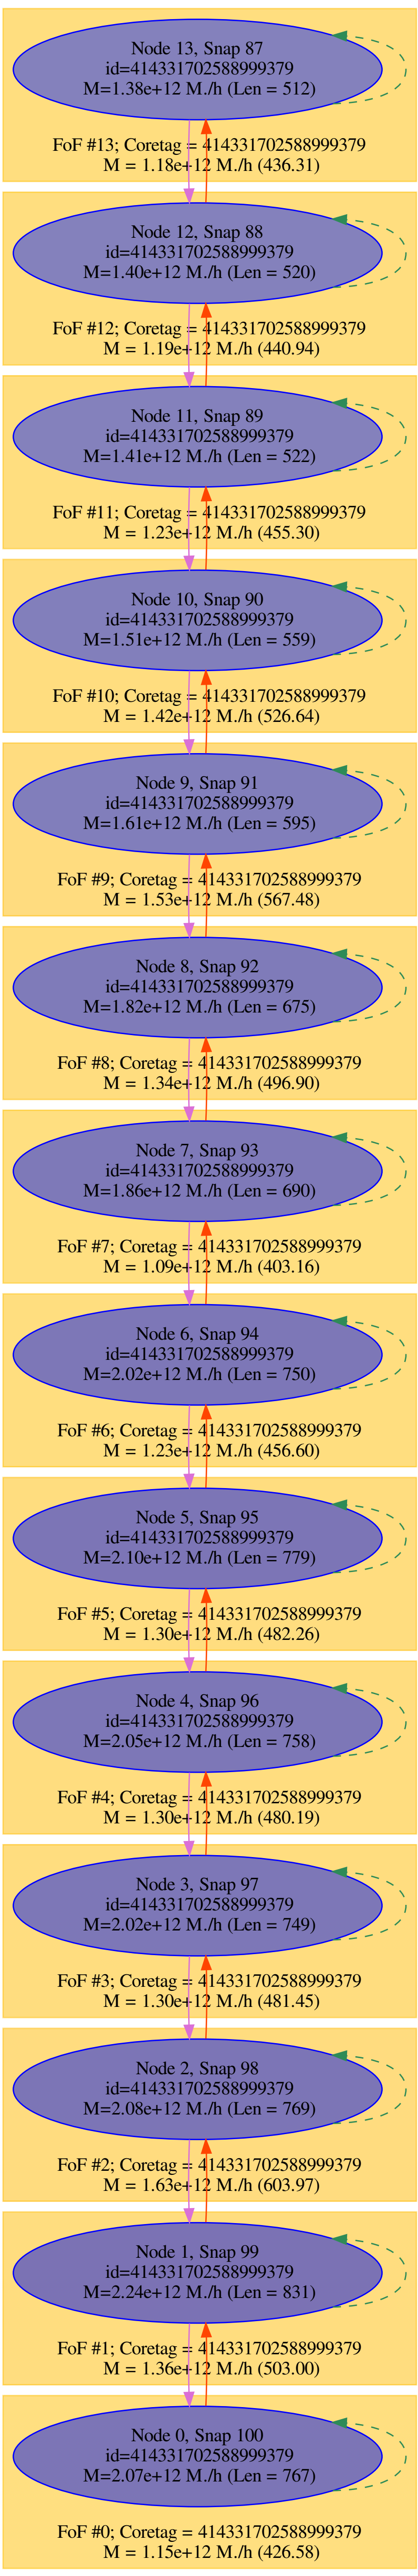 Node 13, Snap 87
id=414331702588999379
M=1.38e+12 M./h (Len = 512)
FoF #13; Coretag = 414331702588999379
M = 1.18e+12 M./h (436.31)
Node 12, Snap 88
id=414331702588999379
M=1.40e+12 M./h (Len = 520)
FoF #12; Coretag = 414331702588999379
M = 1.19e+12 M./h (440.94)
Node 11, Snap 89
id=414331702588999379
M=1.41e+12 M./h (Len = 522)
FoF #11; Coretag = 414331702588999379
M = 1.23e+12 M./h (455.30)
Node 10, Snap 90
id=414331702588999379
M=1.51e+12 M./h (Len = 559)
FoF #10; Coretag = 414331702588999379
M = 1.42e+12 M./h (526.64)
Node 9, Snap 91
id=414331702588999379
M=1.61e+12 M./h (Len = 595)
FoF #9; Coretag = 414331702588999379
M = 1.53e+12 M./h (567.48)
Node 8, Snap 92
id=414331702588999379
M=1.82e+12 M./h (Len = 675)
FoF #8; Coretag = 414331702588999379
M = 1.34e+12 M./h (496.90)
Node 7, Snap 93
id=414331702588999379
M=1.86e+12 M./h (Len = 690)
FoF #7; Coretag = 414331702588999379
M = 1.09e+12 M./h (403.16)
Node 6, Snap 94
id=414331702588999379
M=2.02e+12 M./h (Len = 750)
FoF #6; Coretag = 414331702588999379
M = 1.23e+12 M./h (456.60)
Node 5, Snap 95
id=414331702588999379
M=2.10e+12 M./h (Len = 779)
FoF #5; Coretag = 414331702588999379
M = 1.30e+12 M./h (482.26)
Node 4, Snap 96
id=414331702588999379
M=2.05e+12 M./h (Len = 758)
FoF #4; Coretag = 414331702588999379
M = 1.30e+12 M./h (480.19)
Node 3, Snap 97
id=414331702588999379
M=2.02e+12 M./h (Len = 749)
FoF #3; Coretag = 414331702588999379
M = 1.30e+12 M./h (481.45)
Node 2, Snap 98
id=414331702588999379
M=2.08e+12 M./h (Len = 769)
FoF #2; Coretag = 414331702588999379
M = 1.63e+12 M./h (603.97)
Node 1, Snap 99
id=414331702588999379
M=2.24e+12 M./h (Len = 831)
FoF #1; Coretag = 414331702588999379
M = 1.36e+12 M./h (503.00)
Node 0, Snap 100
id=414331702588999379
M=2.07e+12 M./h (Len = 767)
FoF #0; Coretag = 414331702588999379
M = 1.15e+12 M./h (426.58)